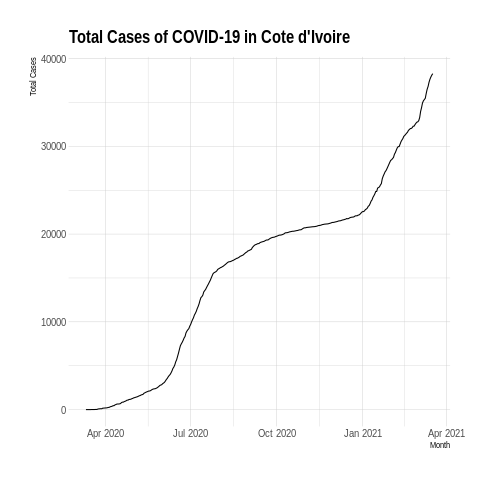 Total Cases of COVID-19 in Cote d'Ivoire
Total Cases
40000
30000
20000
10000
0
Apr 2020 Jul 2020 Oct 2020 Jan 2021 Apr 2021
Month